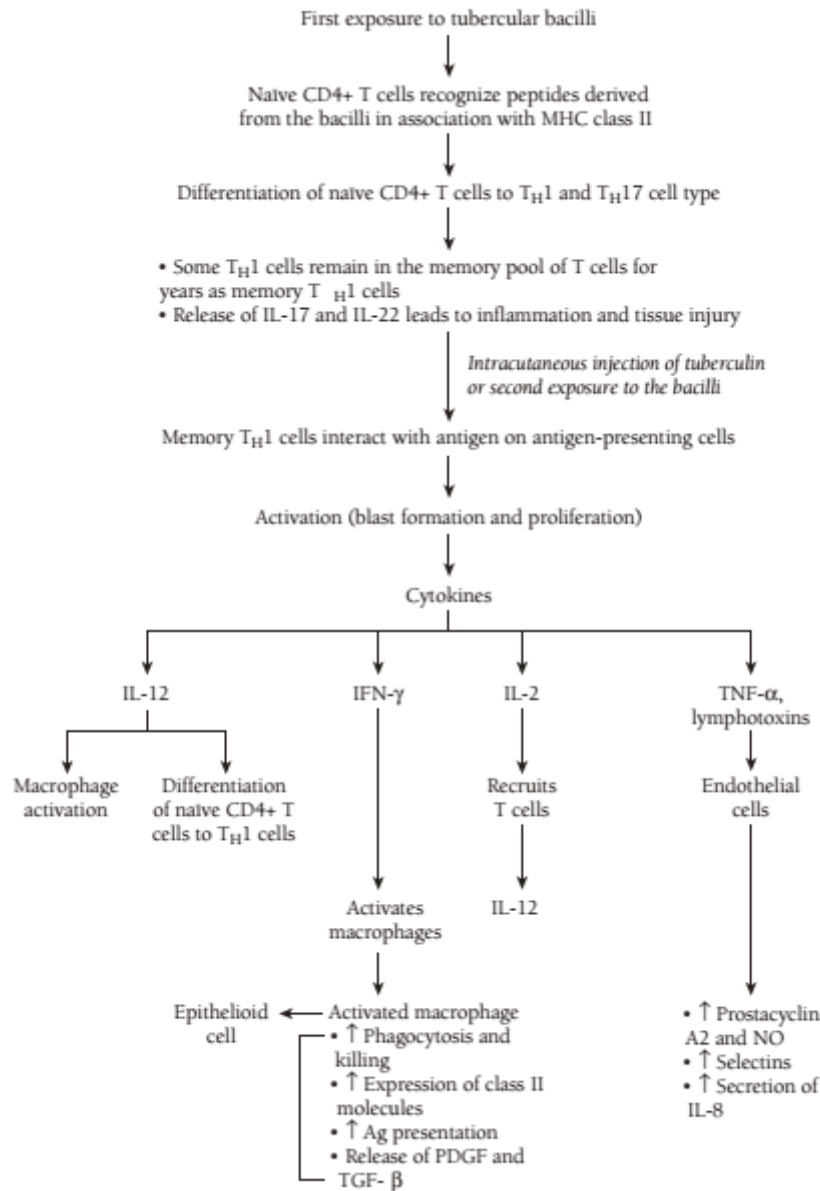 First exposure to tubercular bacilli
Naïve CD4+ T cells recognize peptides derived
from the bacilli in association with MHC class II
Differentiation of naïve CD4+ T cells to TH1 and TH17 cell type
• Some TH1 cells remain in the memory pool of T cells for
years as memory T H1 cells
• Release of IL-17 and IL-22 leads to inflammation and tissue injury
Intracutaneous injection of tuberculin
or second exposure to the bacilli
Memory TH1 cells interact with antigen on antigen-presenting cells
Activation (blast formation and proliferation)
Cytokines
IL-12
IFN-γ
IL-2
TNF-α,
lymphotoxins
Macrophage
activation
Differentiation
of naïve CD4+ T
cells to TH1 cells
Recruits
T cells
Endothelial
cells
Activates
macrophages
IL-12
Epithelioid
cell
Activated macrophage
• ↑ Phagocytosis and
killing
• ↑ Expression of class II
molecules
• ↑ Ag presentation
• Release of PDGF and
TGF- β
• ↑ Prostacyclin
A2 and NO
• ↑ Selectins
• ↑ Secretion of
IL-8